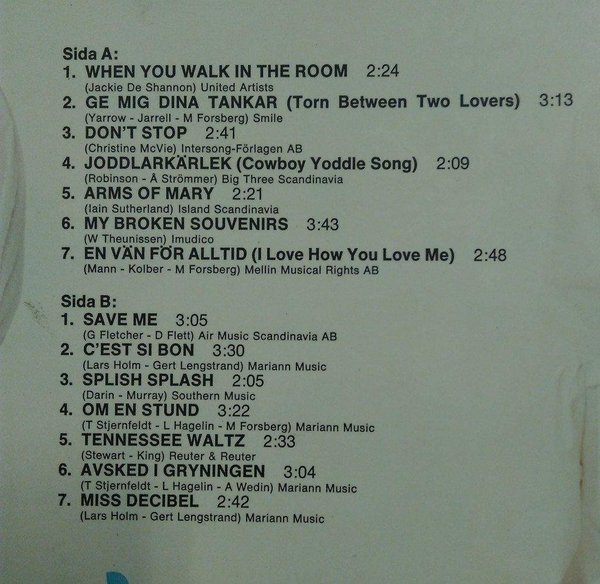 Sida A:
1. WHEN YOU WALK IN THE ROOM 2:24
(Jackie De Shannon) United Artists
2. GE MIG DINA TANKAR (Torn Between Two Lovers) 3:13
(Yarrow - Jarrell - M Forsberg) Smile
3. DON'T STOP 2:41
(Christine McVie) Intersong-Förlagen AB
4. JODDLARKÄRLEK (Cowboy Yoddle Song) 2:09
(Robinson - Å Strömmer) Big Three Scandinavia
5. ARMS OF MARY 2:21
(Iain Sutherland) Island Scandinavia
6. MY BROKEN SOUVENIRS 3:43
(W Theunissen) Imudico
7. EN VÄN FÖR ALLTID (I Love How You Love Me) 2:48
(Mann - Kolber - M Forsberg) Mellin Musical Rights AB
Sida B:
1. SAVE ME 3:05
(G Fletcher - D Flett) Air Music Scandinavia AB
2. C'EST SI BON 3:30
(Lars Holm - Gert Lengstrand) Mariann Music
3. SPLISH SPLASH 2:05
(Darin - Murray) Southern Music
4. OM EN STUND 3:22
(T Stjernfeldt - L Hagelin - M Forsberg) Mariann Music
5. TENNESSEE WALTZ 2:33
(Stewart - King) Reuter & Reuter
6. AVSKED I GRYNINGEN 3:04
(T Stjernfeldt - L Hagelin - A Wedin) Mariann Music
7. MISS DECIBEL 2:42
(Lars Holm - Gert Lengstrand) Mariann Music